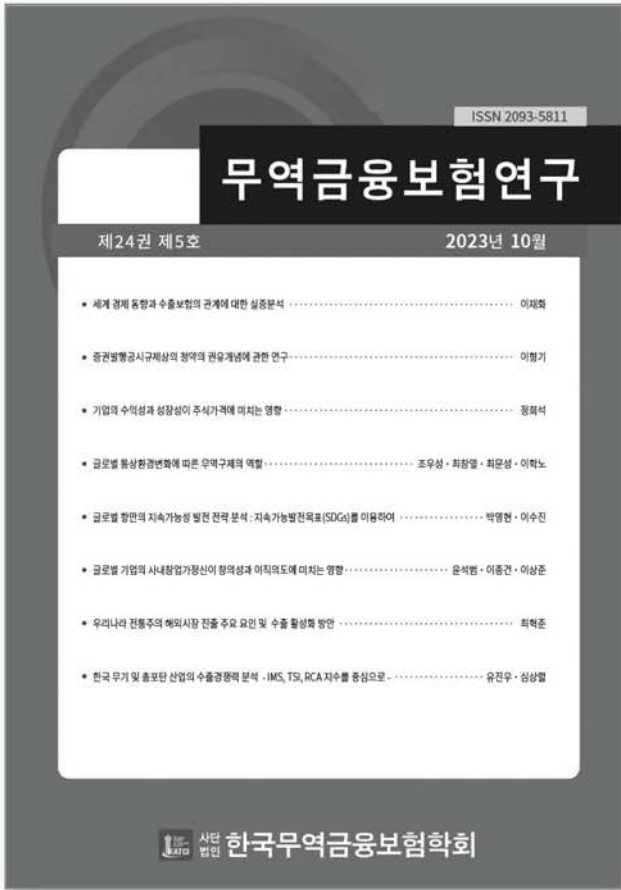 ISSN 2093-5811
무역금융보험연구
제24권 제5호 2023년 10월
• 세계 경제 동향과 수출보험의 관계에 대한 실증분석 이재화
• 증권발행공시규제상의 청약의 권유개념에 관한 연구 이형기
• 기업의 수익성과 성장성이 주식가격에 미치는 영향 정희석
• 글로벌 통상환경변화에 따른 무역구제의 역할 조우성 · 최창열 · 최문성 · 이학노
• 글로벌 항만의 지속가능성 발전 전략 분석 : 지속가능발전목표(SDGs)를 이용하여 박영현 · 이수진
• 글로벌 기업의 사내창업가정신이 창의성과 이직의도에 미치는 영향 윤석범 · 이종건 · 이상준
• 우리나라 전통주의 해외시장 진출 주요 요인 및 수출 활성화 방안 최혁준
• 한국 무기 및 총포탄 산업의 수출경쟁력 분석 - IMS, TSI, RCA 지수를 중심으로 - 유진우 · 심상렬
사단법인 한국무역금융보험학회